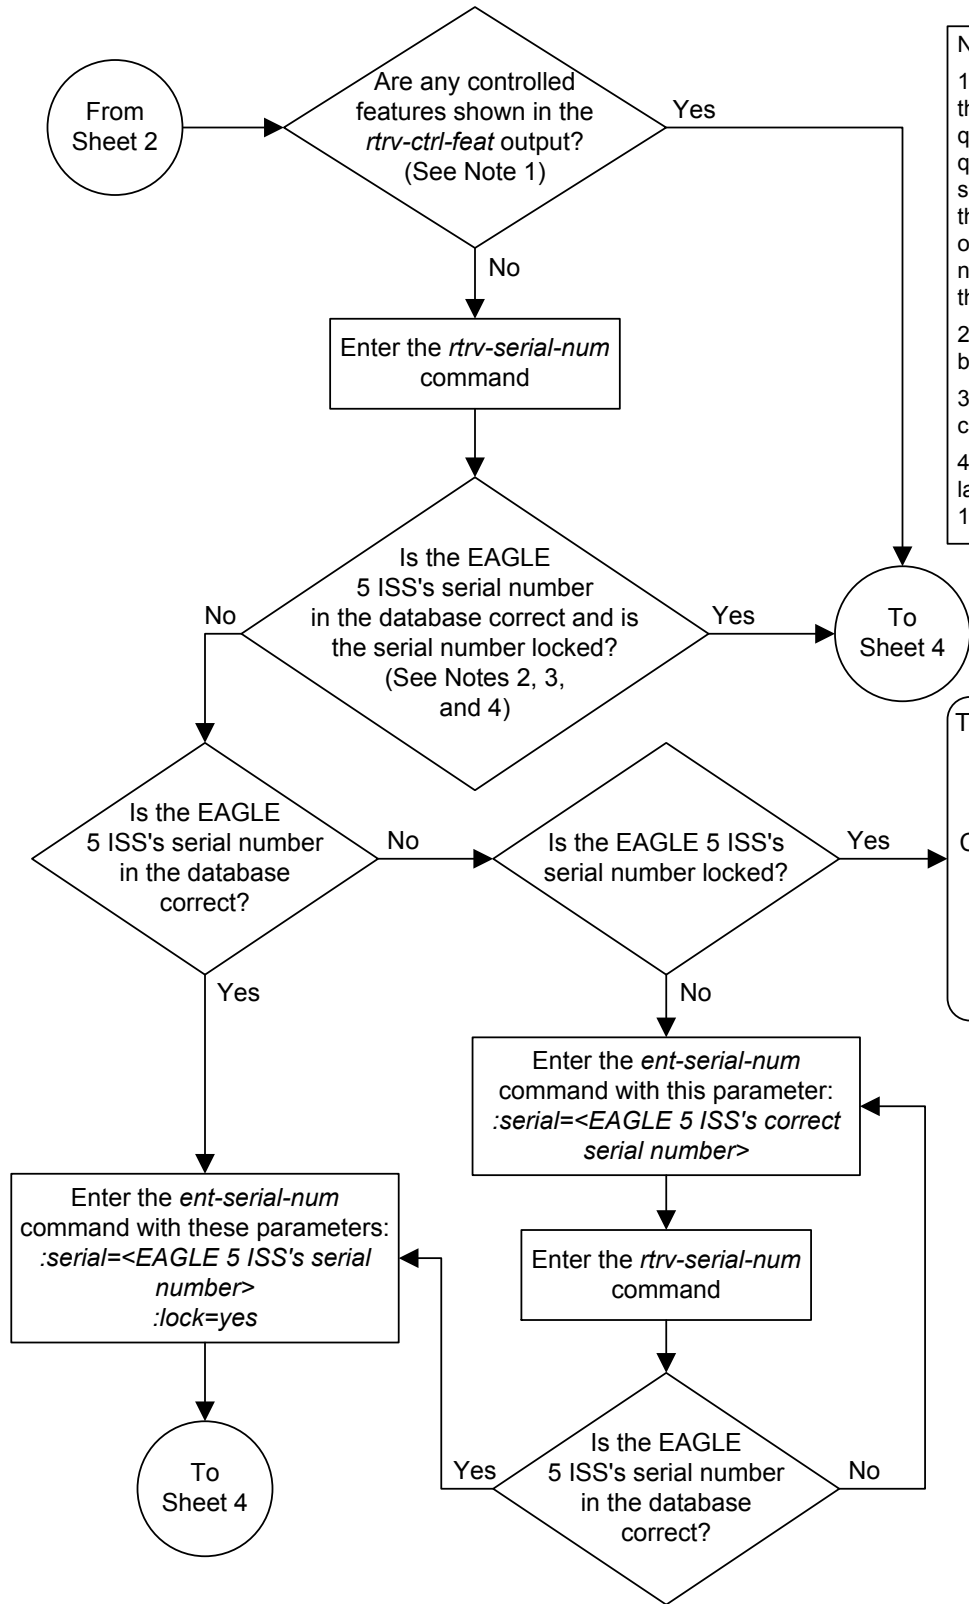 From
Sheet 2
Are any controlled
features shown in the
rtrv-ctrl-feat output?
(See Note 1)
Yes
No
Enter the rtrv-serial-num
command
Is the EAGLE
5 ISS's serial number
in the database correct and is
the serial number locked?
(See Notes 2, 3,
and 4)
No
Yes
To
Sheet 4
Is the EAGLE
5 ISS's serial number
in the database
correct?
No
Is the EAGLE 5 ISS's
serial number locked?
Yes
Yes
No
Enter the ent-serial-num
command with this parameter:
:serial=<EAGLE 5 ISS's correct
serial number>
Enter the ent-serial-num
command with these parameters:
:serial=<EAGLE 5 ISS's serial
number>
:lock=yes
Enter the rtrv-serial-num
command
Is the EAGLE
5 ISS's serial number
in the database
correct?
Yes
No
To
Sheet 4
1
2
3
4